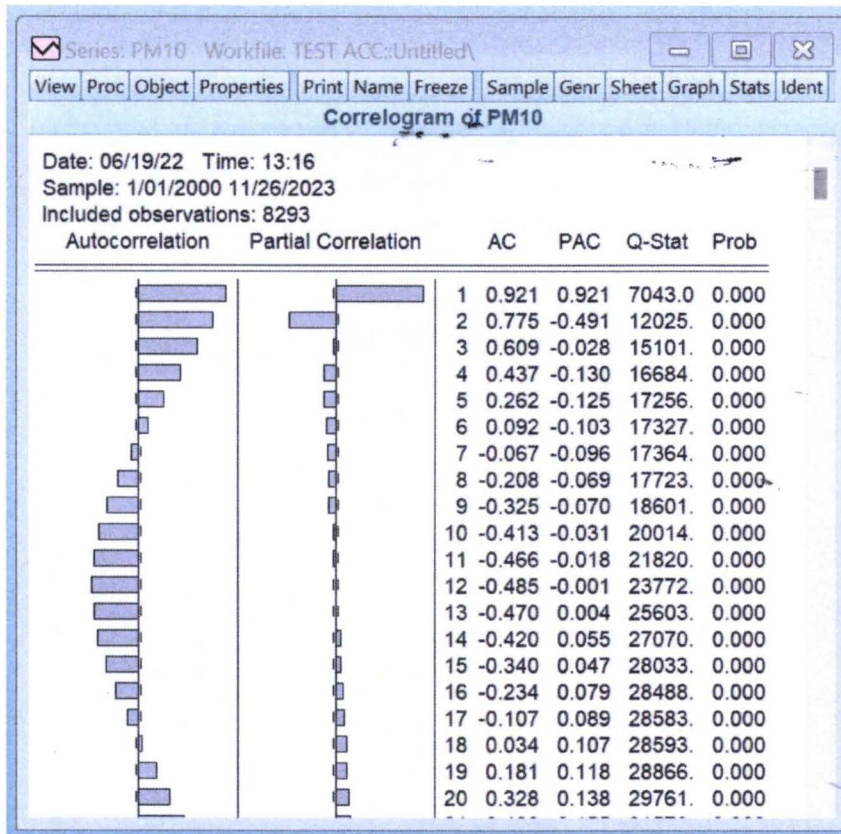 Series: PM10 Workfile: TEST ACC::Untitled\
View Proc Object Properties Print Name Freeze Sample Genr Sheet Graph Stats Ident
Correlogram of PM10
Date: 06/19/22 Time: 13:16
Sample: 1/01/2000 11/26/2023
Included observations: 8293
Autocorrelation Partial Correlation AC PAC Q-Stat Prob
1 0.921 0.921 7043.0 0.000
2 0.775 -0.491 12025. 0.000
3 0.609 -0.028 15101. 0.000
4 0.437 -0.130 16684. 0.000
5 0.262 -0.125 17256. 0.000
6 0.092 -0.103 17327. 0.000
7 -0.067 -0.096 17364. 0.000
8 -0.208 -0.069 17723. 0.000
9 -0.325 -0.070 18601. 0.000
10 -0.413 -0.031 20014. 0.000
11 -0.466 -0.018 21820. 0.000
12 -0.485 -0.001 23772. 0.000
13 -0.470 0.004 25603. 0.000
14 -0.420 0.055 27070. 0.000
15 -0.340 0.047 28033. 0.000
16 -0.234 0.079 28488. 0.000
17 -0.107 0.089 28583. 0.000
18 0.034 0.107 28593. 0.000
19 0.181 0.118 28866. 0.000
20 0.328 0.138 29761. 0.000